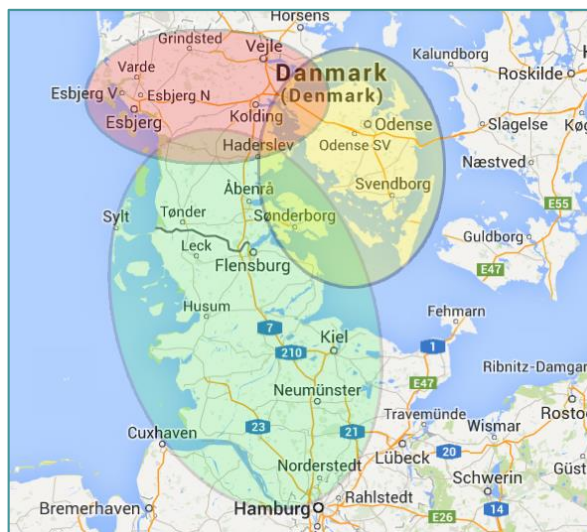 Horsens
Grindsted
Vejle
Kalundborg
Varde
Danmark
(Denmark)
Roskilde
Esbjerg V
Esbjerg N
Esbjerg
Kolding
Odense
Slagelse
Køg
Haderslev
Odense SV
Næstved
Åbenrå
Svendborg
E55
Sylt
Tønder
Sønderborg
Leck
Flensburg
Guldborg
E47
Husum
Fehmarn
7
Kiel
1
210
Ribnitz-Damgar
Neumünster
E47
Rosto
Travemünde
Wismar
23
21
Cuxhaven
Lübeck
20
Güst
Norderstedt
Schwerin
Bremerhaven
Hamburg
Rahlstedt
E26
14